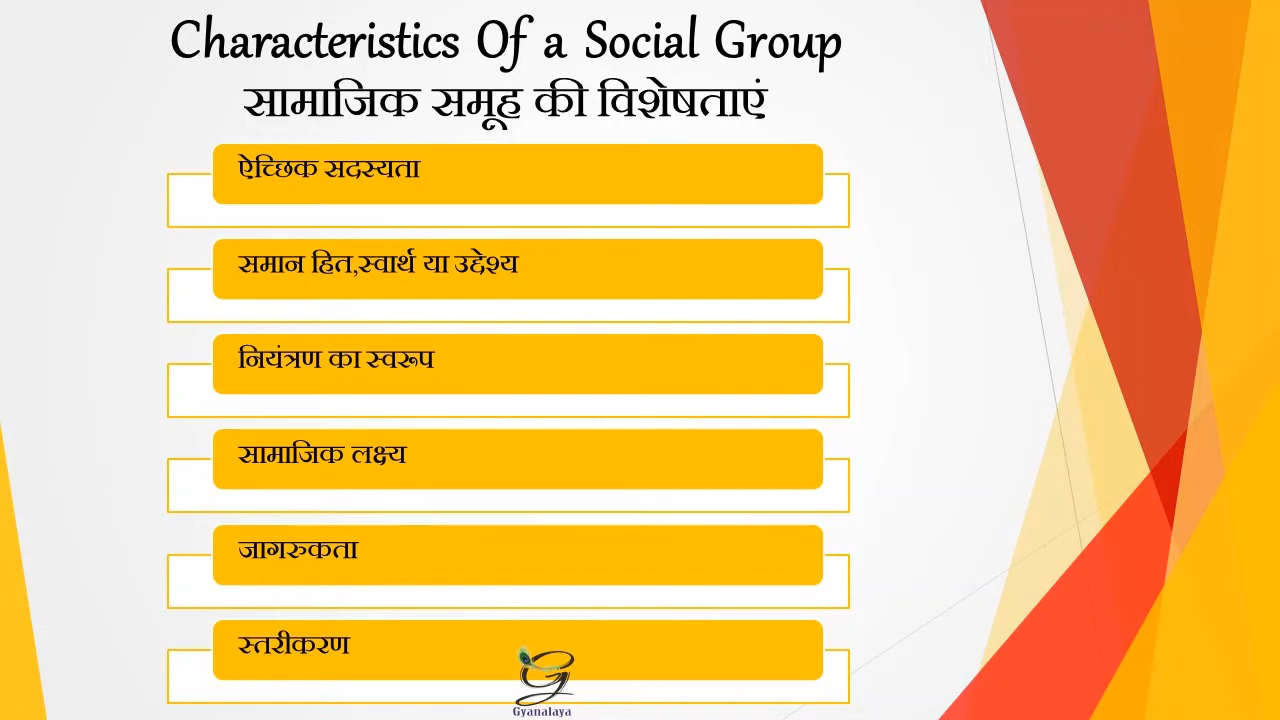 Characteristics Of a Social Group
सामाजिक समूह की विशेषताएं
ऐच्छिक सदस्यता
समान हित,स्वार्थ या उद्देश्य
नियंत्रण का स्वरूप
सामाजिक लक्ष्य
जागरुकता
स्तरीकरण
Gyanalaya